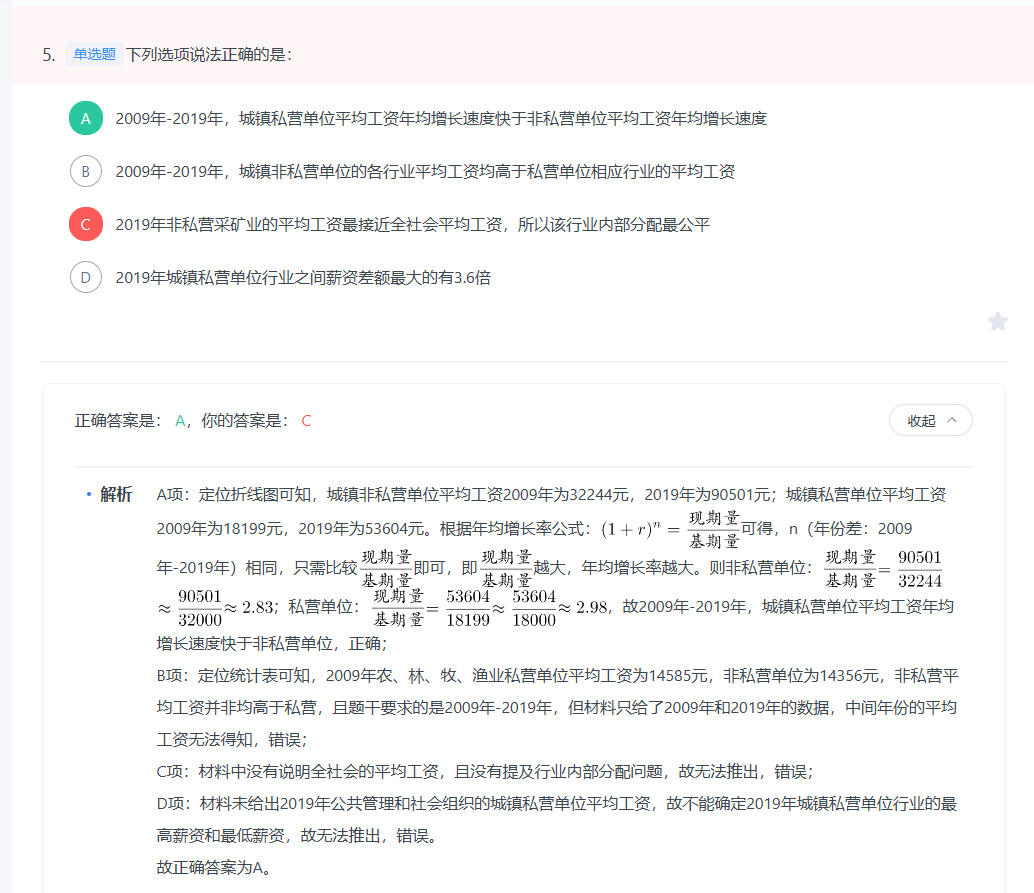 5. 单选题 下列选项说法正确的是：
A 2009年-2019年，城镇私营单位平均工资年均增长速度快于非私营单位平均工资年均增长速度
B 2009年-2019年，城镇非私营单位的各行业平均工资均高于私营单位相应行业的平均工资
C 2019年非私营采矿业的平均工资最接近全社会平均工资，所以该行业内部分配最公平
D 2019年城镇私营单位行业之间薪资差额最大的有3.6倍
正确答案是： A，你的答案是： C
收起
• 解析 A项：定位折线图可知，城镇非私营单位平均工资2009年为32244元，2019年为90501元；城镇私营单位平均工资
2009年为18199元，2019年为53604元。根据年均增长率公式：(1 + r)^n = 现期量/基期量可得，n（年份差：2009
年-2019年）相同，只需比较现期量/基期量即可，即现期量/基期量越大，年均增长率越大。则非私营单位：现期量/基期量 = 90501/32244
≈ 90501/32000 ≈ 2.83；私营单位：现期量/基期量 = 53604/18199 ≈ 53604/18000 ≈ 2.98，故2009年-2019年，城镇私营单位平均工资年均
增长速度快于非私营单位，正确；
B项：定位统计表可知，2009年农、林、牧、渔业私营单位平均工资为14585元，非私营单位为14356元，非私营平
均工资并非均高于私营，且题干要求的是2009年-2019年，但材料只给了2009年和2019年的数据，中间年份的平均
工资无法得知，错误；
C项：材料中没有说明全社会的平均工资，且没有提及行业内部分配问题，故无法推出，错误；
D项：材料未给出2019年公共管理和社会组织的城镇私营单位平均工资，故不能确定2019年城镇私营单位行业的最
高薪资和最低薪资，故无法推出，错误。
故正确答案为A。